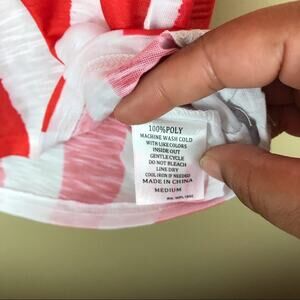 100%POLY
MACHINE WASH COLD
WITH LIKE COLORS
INSIDE OUT
GENTLE CYCLE
DO NOT BLEACH
LINE DRY
COOL IRON IF NEEDED
MADE IN CHINA
MEDIUM